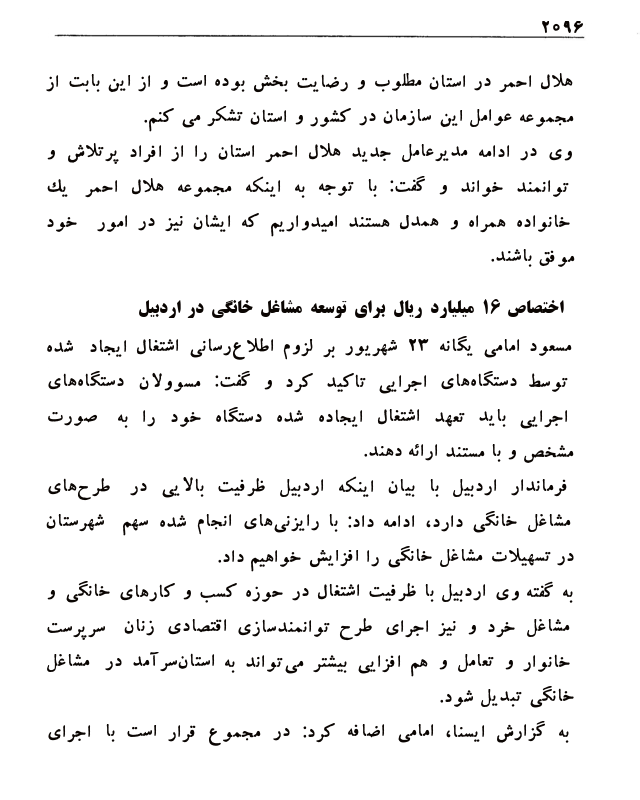 ۲۰۹۶
هلال احمر در استان مطلوب و رضایت بخش بوده است و از این بابت از
مجموعه عوامل این سازمان در کشور و استان تشکر می کنم.
وی در ادامه مدیرعامل جدید هلال احمر استان را از افراد پرتلاش و
توانمند خواند و گفت: با توجه به اینکه مجموعه هلال احمر یك
خانواده همراه و همدل هستند امیدواریم که ایشان نیز در امور خود
موفق باشند.
اختصاص ۱۶ میلیارد ریال برای توسعه مشاغل خانگی در اردبیل
مسعود امامی یگانه ۲۳ شهریور بر لزوم اطلاع‌رسانی اشتغال ایجاد شده
توسط دستگاه‌های اجرایی تاکید کرد و گفت: مسوولان دستگاه‌های
اجرایی باید تعهد اشتغال ایجاده شده دستگاه خود را به صورت
مشخص و با مستند ارائه دهند.
فرماندار اردبیل با بیان اینکه اردبیل ظرفیت بالایی در طرح‌های
مشاغل خانگی دارد، ادامه داد: با رایزنی‌های انجام شده سهم شهرستان
در تسهیلات مشاغل خانگی را افزایش خواهیم داد.
به گفته وی اردبیل با ظرفیت اشتغال در حوزه کسب و کارهای خانگی و
مشاغل خرد و نیز اجرای طرح توانمندسازی اقتصادی زنان سرپرست
خانوار و تعامل و هم افزایی بیشتر می‌تواند به استان‌سرآمد در مشاغل
خانگی تبدیل شود.
به گزارش ایسنا، امامی اضافه کرد: در مجموع قرار است با اجرای